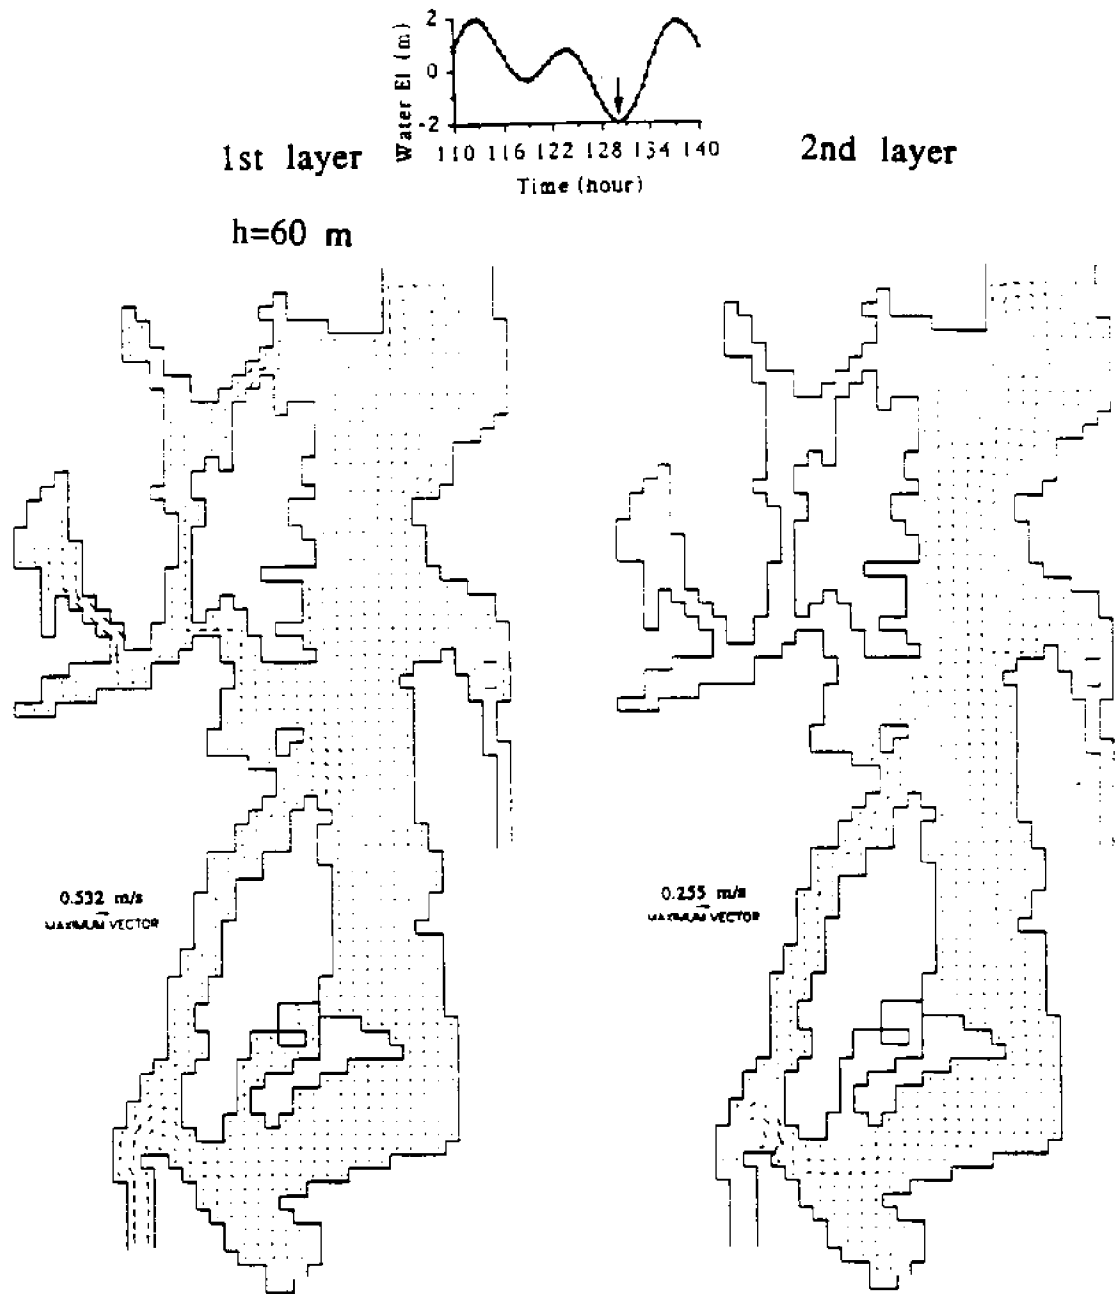 2
0
-2
Water El (m)
110 116 122 128 134 140
Time (hour)
1st layer
2nd layer
h=60 m
0.532 m/s
MAXIMUM VECTOR
0.255 m/s
MAXIMUM VECTOR